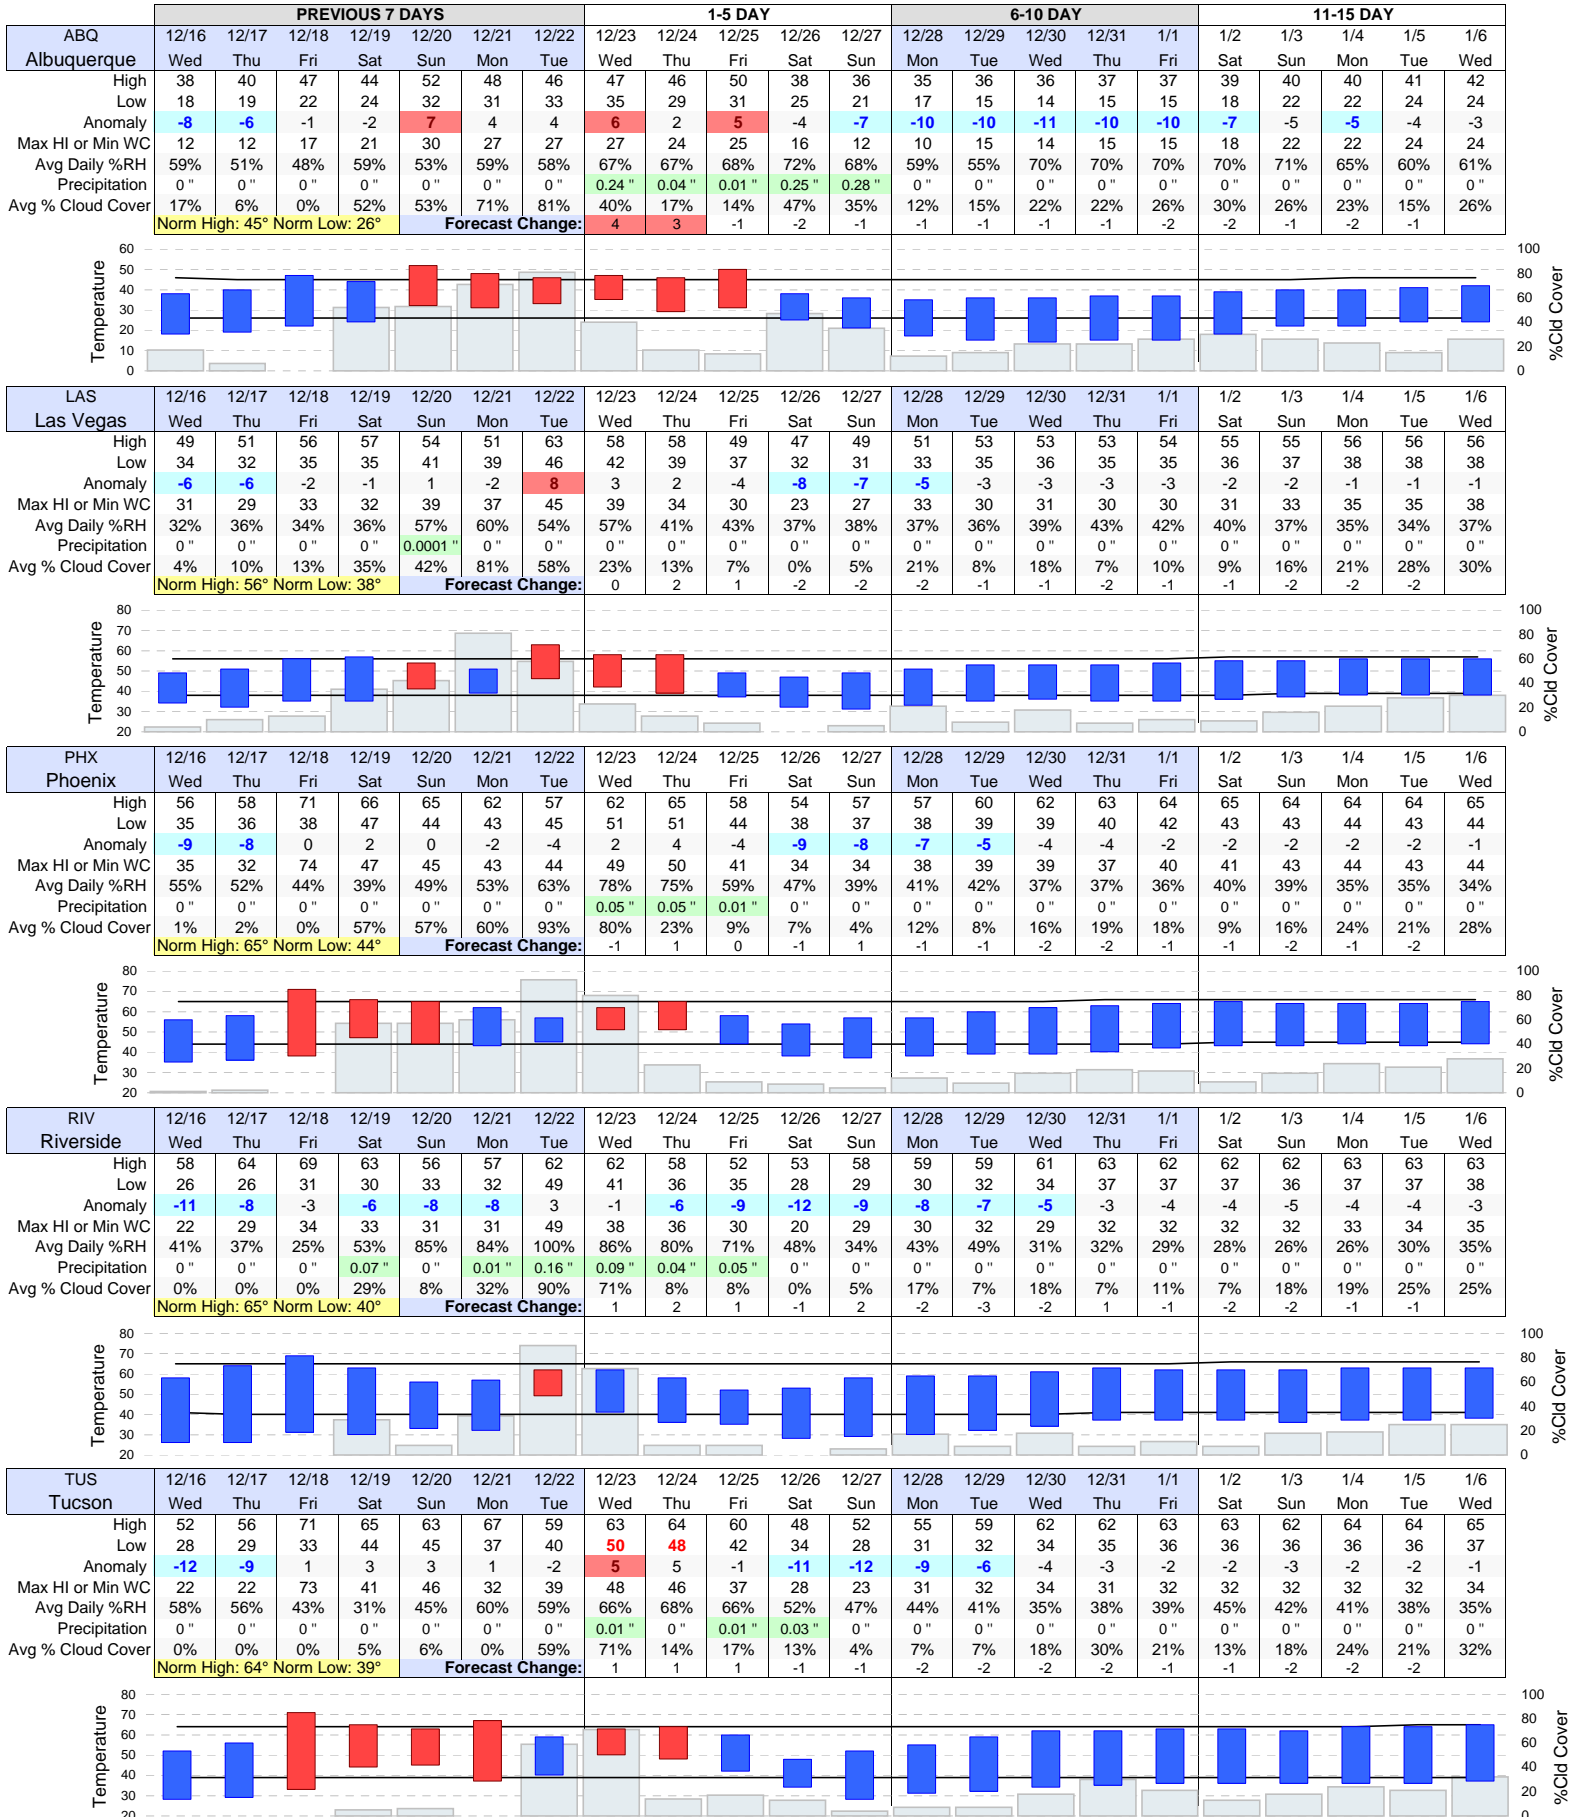 PREVIOUS 7 DAYS 1-5 DAY 6-10 DAY 11-15 DAY
ABQ 12/16 12/17 12/18 12/19 12/20 12/21 12/22 12/23 12/24 12/25 12/26 12/27 12/28 12/29 12/30 12/31 1/1 1/2 1/3 1/4 1/5 1/6
Albuquerque Wed Thu Fri Sat Sun Mon Tue Wed Thu Fri Sat Sun Mon Tue Wed Thu Fri Sat Sun Mon Tue Wed
High 38 40 47 44 52 48 46 47 46 50 38 36 35 36 36 37 37 39 40 40 41 42
Low 18 19 22 24 32 31 33 35 29 31 25 21 17 15 14 15 15 18 22 22 24 24
Anomaly -8 -6 -1 -2 7 4 4 6 2 5 -4 -7 -10 -10 -11 -10 -10 -7 -5 -5 -4 -3
Max HI or Min WC 12 12 17 21 30 27 27 27 24 25 16 12 10 15 14 15 15 18 22 22 24 24
Avg Daily %RH 59% 51% 48% 59% 53% 59% 58% 67% 67% 68% 72% 68% 59% 55% 70% 70% 70% 70% 71% 65% 60% 61%
Precipitation 0 " 0 " 0 " 0 " 0 " 0 " 0 " 0.24 " 0.04 " 0.01 " 0.25 " 0.28 " 0 " 0 " 0 " 0 " 0 " 0 " 0 " 0 " 0 " 0 "
Avg % Cloud Cover 17% 6% 0% 52% 53% 71% 81% 40% 17% 14% 47% 35% 12% 15% 22% 22% 26% 30% 26% 23% 15% 26%
Norm High: 45° Norm Low: 26° Forecast Change: 4 3 -1 -2 -1 -1 -1 -1 -1 -2 -2 -1 -2 -1
60 100
50 80
40 60
30
20 40
10 20
0 0
Temperature %Cld Cover
LAS 12/16 12/17 12/18 12/19 12/20 12/21 12/22 12/23 12/24 12/25 12/26 12/27 12/28 12/29 12/30 12/31 1/1 1/2 1/3 1/4 1/5 1/6
Las Vegas Wed Thu Fri Sat Sun Mon Tue Wed Thu Fri Sat Sun Mon Tue Wed Thu Fri Sat Sun Mon Tue Wed
High 49 51 56 57 54 51 63 58 58 49 47 49 51 53 53 53 54 55 55 56 56 56
Low 34 32 35 35 41 39 46 42 39 37 32 31 33 35 36 35 35 36 37 38 38 38
Anomaly -6 -6 -2 -1 1 -2 8 3 2 -4 -8 -7 -5 -3 -3 -3 -3 -2 -2 -1 -1 -1
Max HI or Min WC 31 29 33 32 39 37 45 39 34 30 23 27 33 30 31 30 30 31 33 35 35 38
Avg Daily %RH 32% 36% 34% 36% 57% 60% 54% 57% 41% 43% 37% 38% 37% 36% 39% 43% 42% 40% 37% 35% 34% 37%
Precipitation 0 " 0 " 0 " 0 " 0.0001 " 0 " 0 " 0 " 0 " 0 " 0 " 0 " 0 " 0 " 0 " 0 " 0 " 0 " 0 " 0 " 0 " 0 "
Avg % Cloud Cover 4% 10% 13% 35% 42% 81% 58% 23% 13% 7% 0% 5% 21% 8% 18% 7% 10% 9% 16% 21% 28% 30%
Norm High: 56° Norm Low: 38° Forecast Change: 0 2 1 -2 -2 -2 -1 -1 -2 -1 -1 -2 -2 -2
80 100
70 80
60 60
50
40 40
30 20
20 0
Temperature %Cld Cover
PHX 12/16 12/17 12/18 12/19 12/20 12/21 12/22 12/23 12/24 12/25 12/26 12/27 12/28 12/29 12/30 12/31 1/1 1/2 1/3 1/4 1/5 1/6
Phoenix Wed Thu Fri Sat Sun Mon Tue Wed Thu Fri Sat Sun Mon Tue Wed Thu Fri Sat Sun Mon Tue Wed
High 56 58 71 66 65 62 57 62 65 58 54 57 57 60 62 63 64 65 64 64 64 65
Low 35 36 38 47 44 43 45 51 51 44 38 37 38 39 39 40 42 43 43 44 43 44
Anomaly -9 -8 0 2 0 -2 -4 2 4 -4 -9 -8 -7 -5 -4 -4 -2 -2 -2 -2 -2 -1
Max HI or Min WC 35 32 74 47 45 43 44 49 50 41 34 34 38 39 39 37 40 41 43 44 43 44
Avg Daily %RH 55% 52% 44% 39% 49% 53% 63% 78% 75% 59% 47% 39% 41% 42% 37% 37% 36% 40% 39% 35% 35% 34%
Precipitation 0 " 0 " 0 " 0 " 0 " 0 " 0 " 0.05 " 0.05 " 0.01 " 0 " 0 " 0 " 0 " 0 " 0 " 0 " 0 " 0 " 0 " 0 " 0 "
Avg % Cloud Cover 1% 2% 0% 57% 57% 60% 93% 80% 23% 9% 7% 4% 12% 8% 16% 19% 18% 9% 16% 24% 21% 28%
Norm High: 65° Norm Low: 44° Forecast Change: -1 1 0 -1 1 -1 -1 -2 -2 -1 -1 -2 -1 -2
80 100
70 80
60 60
50
40 40
30 20
20 0
Temperature %Cld Cover
RIV 12/16 12/17 12/18 12/19 12/20 12/21 12/22 12/23 12/24 12/25 12/26 12/27 12/28 12/29 12/30 12/31 1/1 1/2 1/3 1/4 1/5 1/6
Riverside Wed Thu Fri Sat Sun Mon Tue Wed Thu Fri Sat Sun Mon Tue Wed Thu Fri Sat Sun Mon Tue Wed
High 58 64 69 63 56 57 62 62 58 52 53 58 59 59 61 63 62 62 62 63 63 63
Low 26 26 31 30 33 32 49 41 36 35 28 29 30 32 34 37 37 37 36 37 37 38
Anomaly -11 -8 -3 -6 -8 -8 3 -1 -6 -9 -12 -9 -8 -7 -5 -3 -4 -4 -5 -4 -4 -3
Max HI or Min WC 22 29 34 33 31 31 49 38 36 30 20 29 30 32 29 32 32 32 32 33 34 35
Avg Daily %RH 41% 37% 25% 53% 85% 84% 100% 86% 80% 71% 48% 34% 43% 49% 31% 32% 29% 28% 26% 26% 30% 35%
Precipitation 0 " 0 " 0 " 0.07 " 0 " 0.01 " 0.16 " 0.09 " 0.04 " 0.05 " 0 " 0 " 0 " 0 " 0 " 0 " 0 " 0 " 0 " 0 " 0 " 0 "
Avg % Cloud Cover 0% 0% 0% 29% 8% 32% 90% 71% 8% 8% 0% 5% 17% 7% 18% 7% 11% 7% 18% 19% 25% 25%
Norm High: 65° Norm Low: 40° Forecast Change: 1 2 1 -1 2 -2 -3 -2 1 -1 -2 -2 -1 -1
80 100
70 80
60 60
50
40 40
30 20
20 0
Temperature %Cld Cover
TUS 12/16 12/17 12/18 12/19 12/20 12/21 12/22 12/23 12/24 12/25 12/26 12/27 12/28 12/29 12/30 12/31 1/1 1/2 1/3 1/4 1/5 1/6
Tucson Wed Thu Fri Sat Sun Mon Tue Wed Thu Fri Sat Sun Mon Tue Wed Thu Fri Sat Sun Mon Tue Wed
High 52 56 71 65 63 67 59 63 64 60 48 52 55 59 62 62 63 63 62 64 64 65
Low 28 29 33 44 45 37 40 50 48 42 34 28 31 32 34 35 36 36 36 36 36 37
Anomaly -12 -9 1 3 3 1 -2 5 5 -1 -11 -12 -9 -6 -4 -3 -2 -2 -3 -2 -2 -1
Max HI or Min WC 22 22 73 41 46 32 39 48 46 37 28 23 31 32 34 31 32 32 32 32 32 34
Avg Daily %RH 58% 56% 43% 31% 45% 60% 59% 66% 68% 66% 52% 47% 44% 41% 35% 38% 39% 45% 42% 41% 38% 35%
Precipitation 0 " 0 " 0 " 0 " 0 " 0 " 0 " 0.01 " 0 " 0.01 " 0.03 " 0 " 0 " 0 " 0 " 0 " 0 " 0 " 0 " 0 " 0 " 0 "
Avg % Cloud Cover 0% 0% 0% 5% 6% 0% 59% 71% 14% 17% 13% 4% 7% 7% 18% 30% 21% 13% 18% 24% 21% 32%
Norm High: 64° Norm Low: 39° Forecast Change: 1 1 1 -1 -1 -2 -2 -2 -2 -1 -1 -2 -2 -2
80 100
70 80
60 60
50
40 40
30 20
20 0
Temperature %Cld Cover